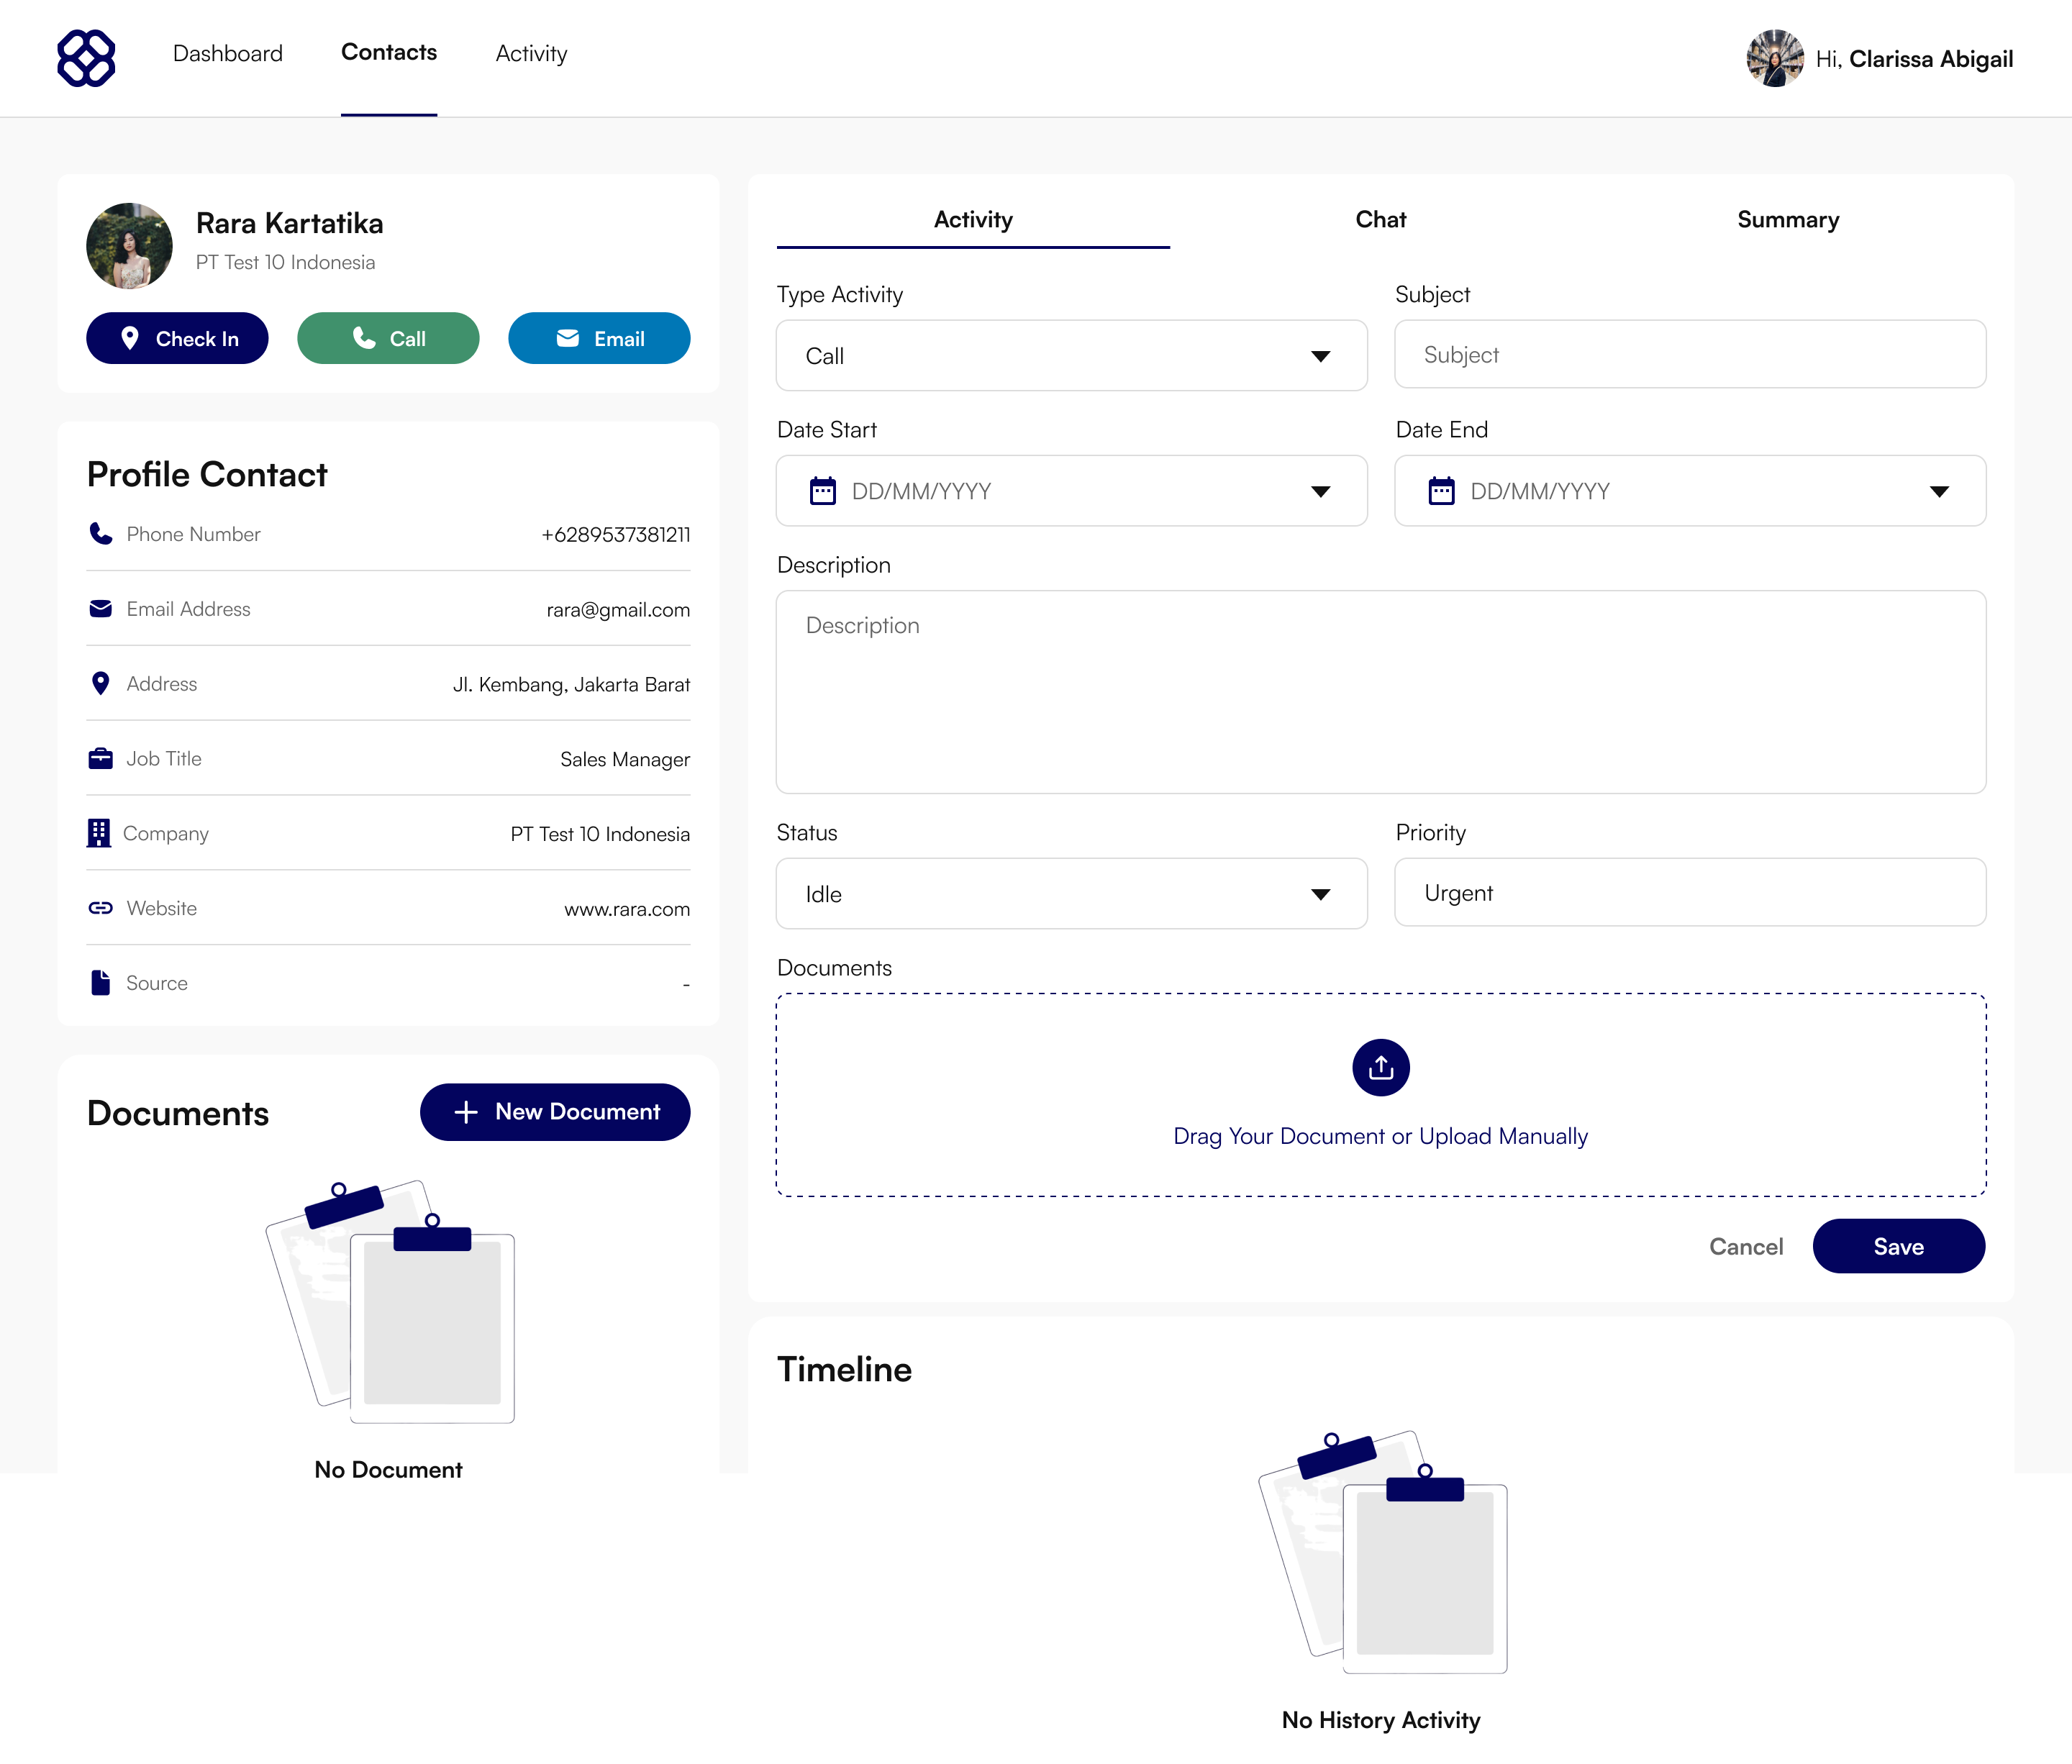 Dashboard
Contacts
Activity
Hi, Clarissa Abigail
Rara Kartatika
PT Test 10 Indonesia
Check In
Call
Email
Profile Contact
Phone Number
+6289537381211
Email Address
rara@gmail.com
Address
Jl. Kembang, Jakarta Barat
Job Title
Sales Manager
Company
PT Test 10 Indonesia
Website
www.rara.com
Source
-
Documents
New Document
No Document
Activity
Chat
Summary
Type Activity
Call
Subject
Subject
Date Start
DD/MM/YYYY
Date End
DD/MM/YYYY
Description
Description
Status
Idle
Priority
Urgent
Documents
Drag Your Document or Upload Manually
Cancel
Save
Timeline
No History Activity